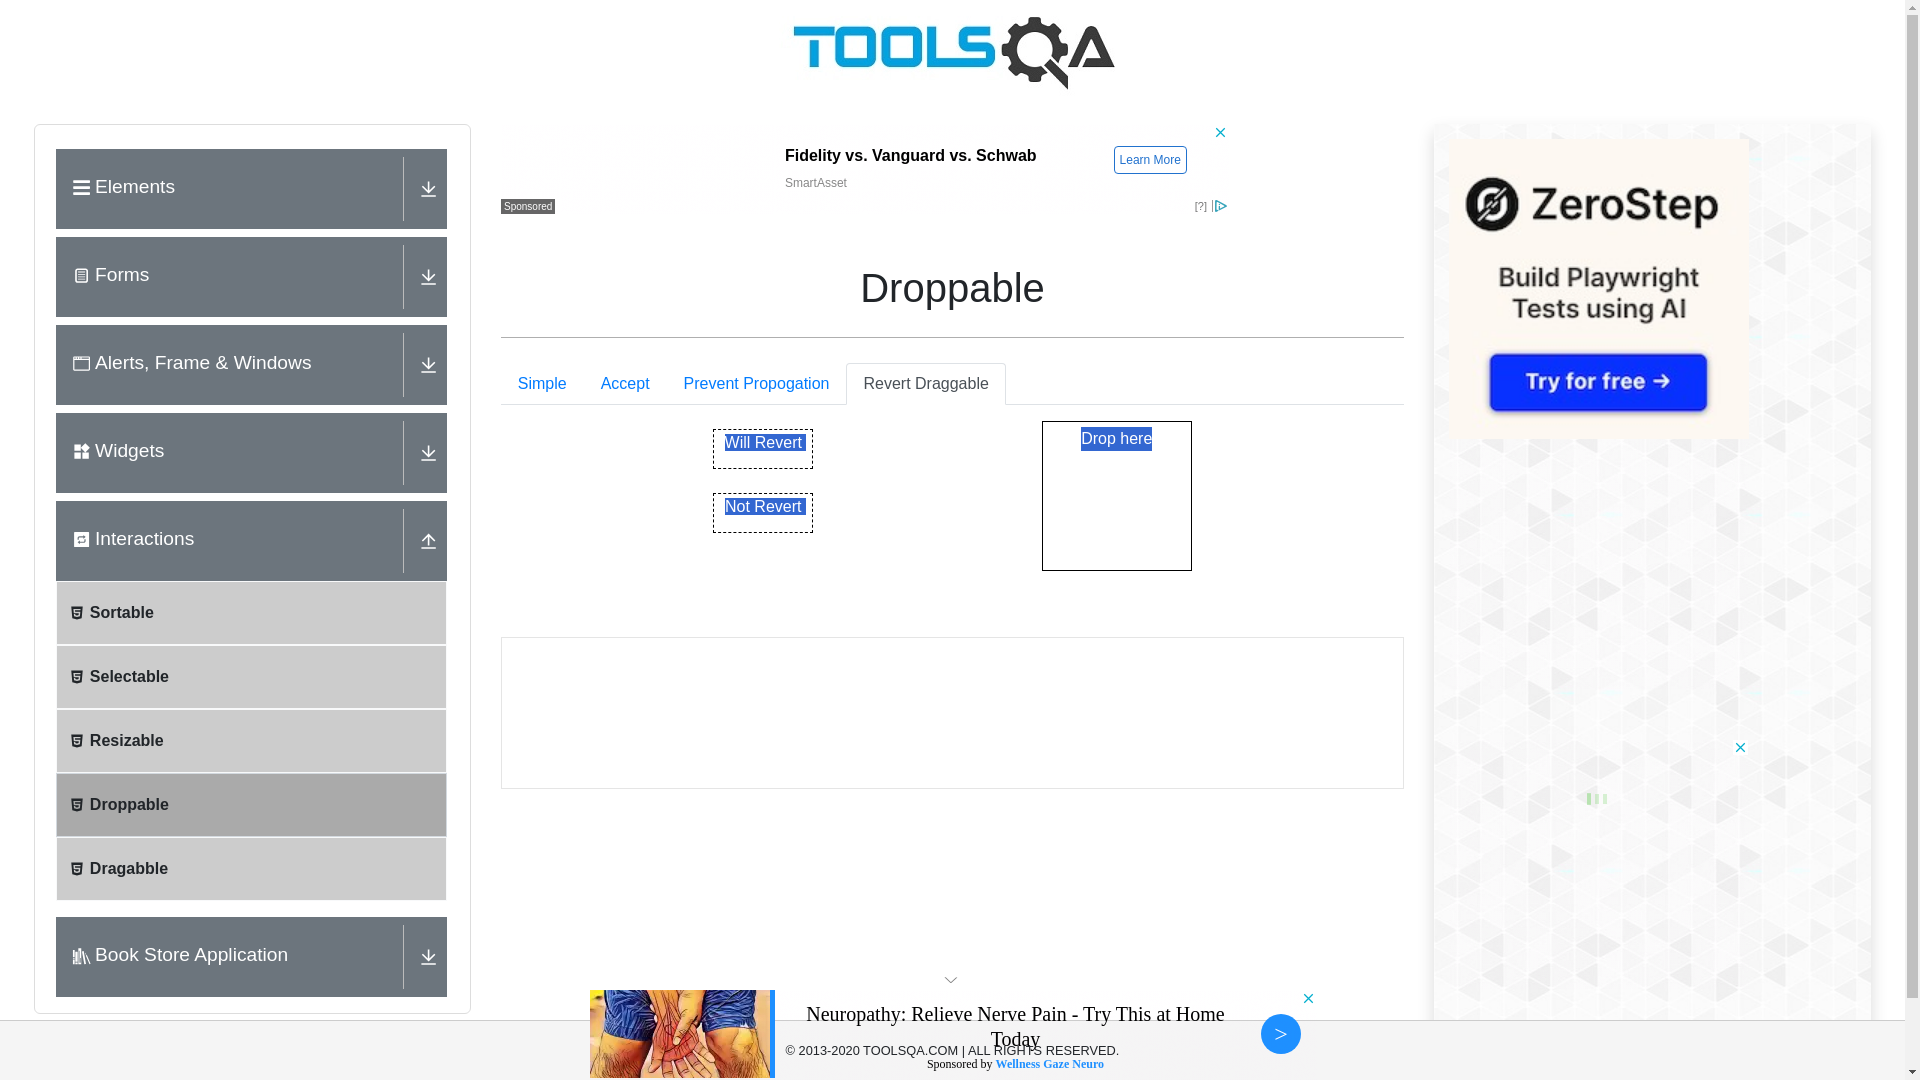 TOOLSQA
Elements
Forms
Alerts, Frame & Windows
Widgets
Interactions
Sortable
Selectable
Resizable
Droppable
Dragabble
Book Store Application
Fidelity vs. Vanguard vs. Schwab
SmartAsset
Learn More
Sponsored
[?]
Droppable
Simple
Accept
Prevent Propogation
Revert Draggable
Will Revert
Not Revert
Drop here
ZeroStep
Build Playwright
Tests using AI
Try for free →
Neuropathy: Relieve Nerve Pain - Try This at Home
Today
Sponsored by Wellness Gaze Neuro
>
© 2013-2020 TOOLSQA.COM | ALL RIGHTS RESERVED.